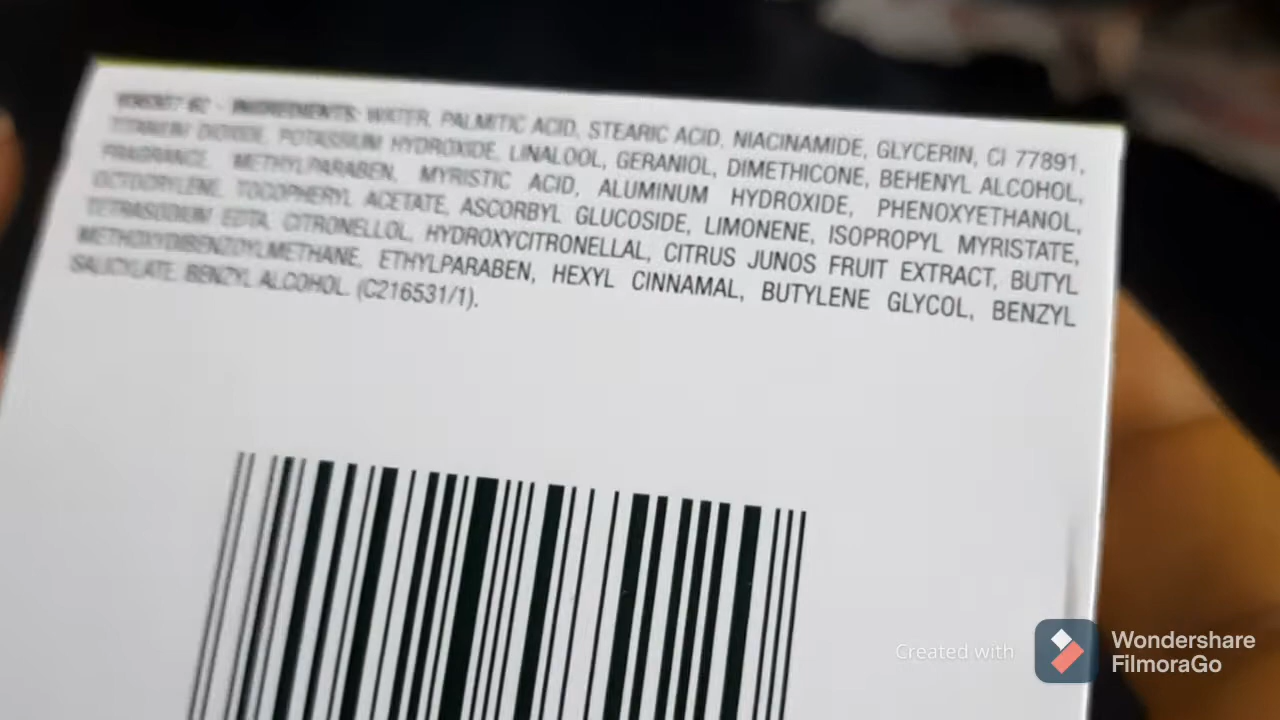 INGREDIENTS: WATER, PALMITIC ACID, STEARIC ACID, NIACINAMIDE, GLYCERIN, CI 77891,
TITANIUM DIOXIDE, POTASSIUM HYDROXIDE, LINALOOL, GERANIOL, DIMETHICONE, BEHENYL ALCOHOL,
FRAGRANCE, METHYLPARABEN, MYRISTIC ACID, ALUMINUM HYDROXIDE, PHENOXYETHANOL,
OCTOCRYLENE, TOCOPHERYL ACETATE, ASCORBYL GLUCOSIDE, LIMONENE, ISOPROPYL MYRISTATE,
TETRASODIUM EDTA, CITRONELLOL, HYDROXYCITRONELLAL, CITRUS JUNOS FRUIT EXTRACT, BUTYL
METHOXYDIBENZOYLMETHANE, ETHYLPARABEN, HEXYL CINNAMAL, BUTYLENE GLYCOL, BENZYL
SALICYLATE, BENZYL ALCOHOL. (C216531/1).
Created with
Wondershare
FilmoraGo